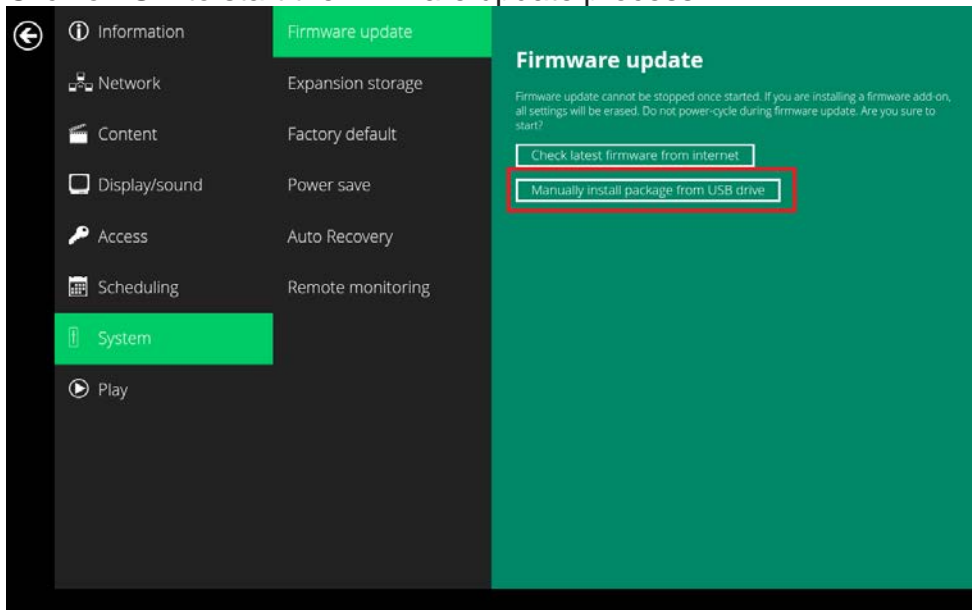 Information
Network
Content
Display/sound
Access
Scheduling
System
Play
Firmware update
Expansion storage
Factory default
Power save
Auto Recovery
Remote monitoring
Firmware update
Firmware update cannot be stopped once started. If you are installing a firmware add-on,
all settings will be erased. Do not power-cycle during firmware update. Are you sure to
start?
Check latest firmware from internet
Manually install package from USB drive